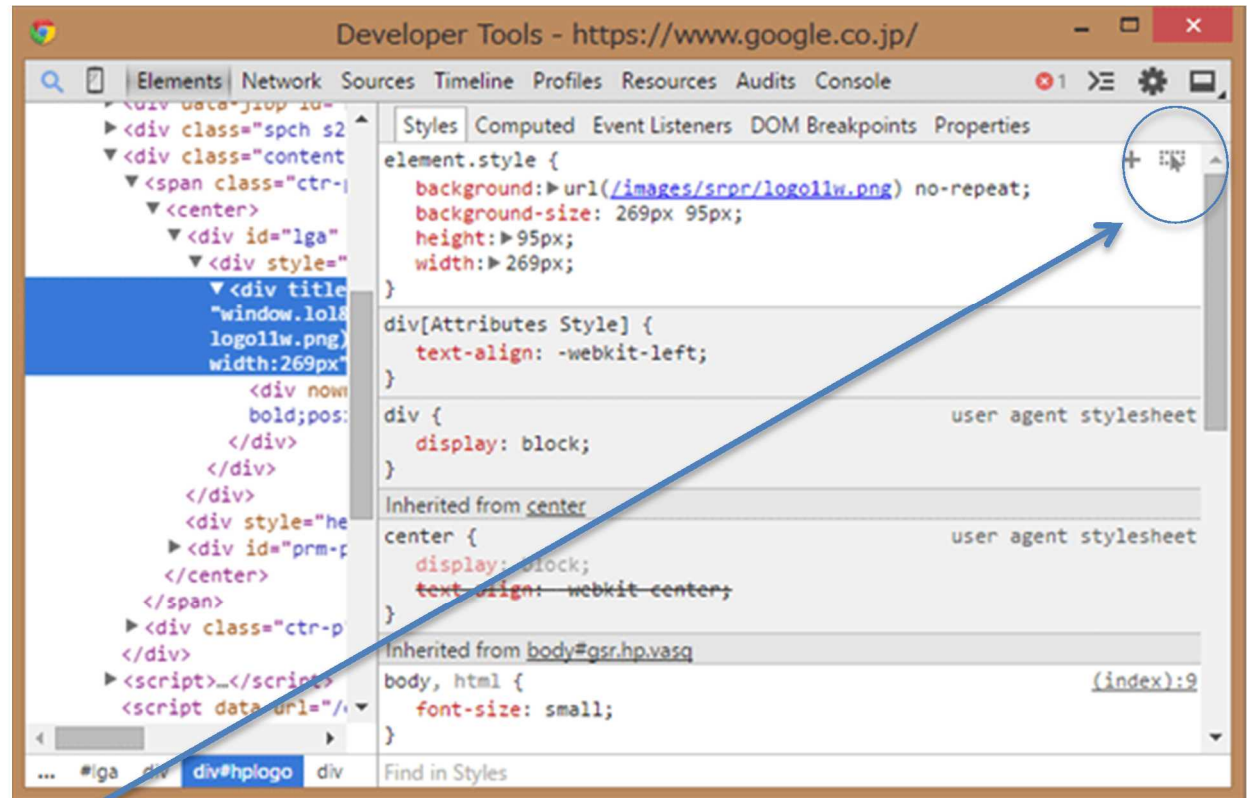 Developer Tools - https://www.google.co.jp/
Elements Network Sources Timeline Profiles Resources Audits Console 1
<div class="spch s2
▼<div class="content
▼<span class="ctr-
▼<center>
▼<div id="lga"
▼<div style="
▼<div title
"window.lol&
logo11w.png)
width:269px"
<div now
bold;pos
</div>
</div>
</div>
<div style="he
▶<div id="prm-p
</center>
</span>
▶<div class="ctr-p
</div>
▶<script>…</script>
<script data-url="/
... #lga div div#hplogo div
Styles Computed Event Listeners DOM Breakpoints Properties
element.style {
background:▶url(/images/srpr/logo11w.png) no-repeat;
background-size: 269px 95px;
height:▶95px;
width:▶269px;
}
div[Attributes Style] {
text-align: -webkit-left;
}
div { user agent stylesheet
display: block;
}
Inherited from center
center { user agent stylesheet
display: block;
text-align: -webkit-center;
}
Inherited from body#gsr.hp.vasq
body, html { (index):9
font-size: small;
}
Find in Styles